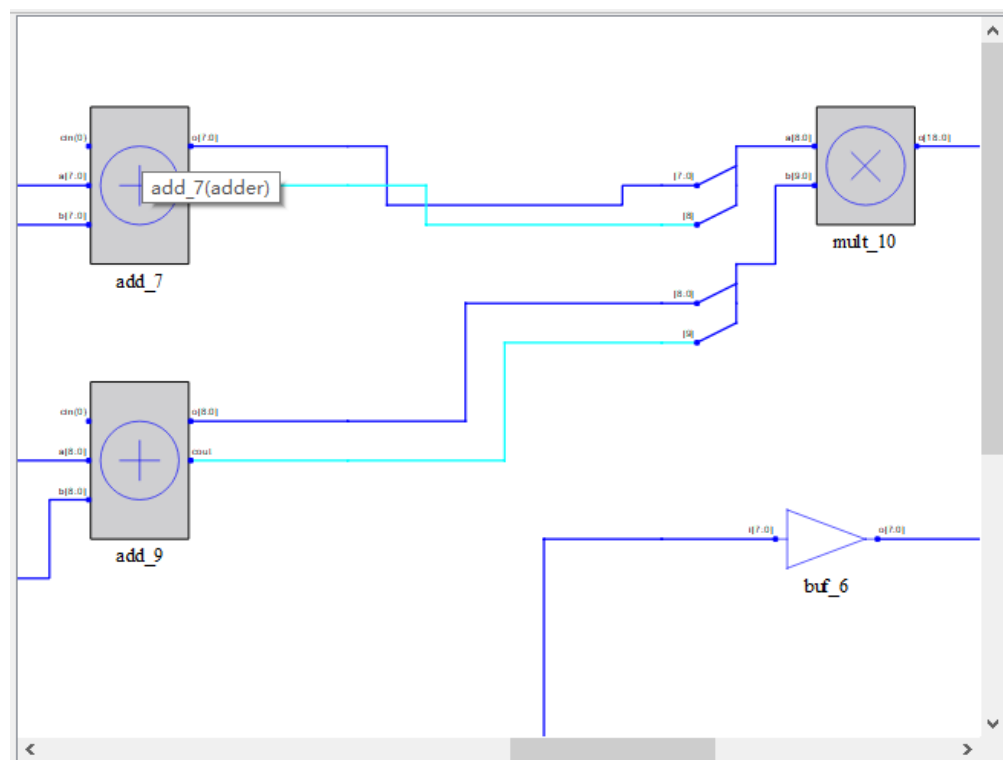 cin(0)
o[7:0]
a[7:0]
b[7:0]
add_7(adder)
add_7
[7:0]
[8]
a[8:0]
b[9:0]
o[18:0]
mult_10
[8:0]
[9]
cin(0)
o[8:0]
a[8:0]
cout
b[8:0]
add_9
i[7:0]
o[7:0]
buf_6